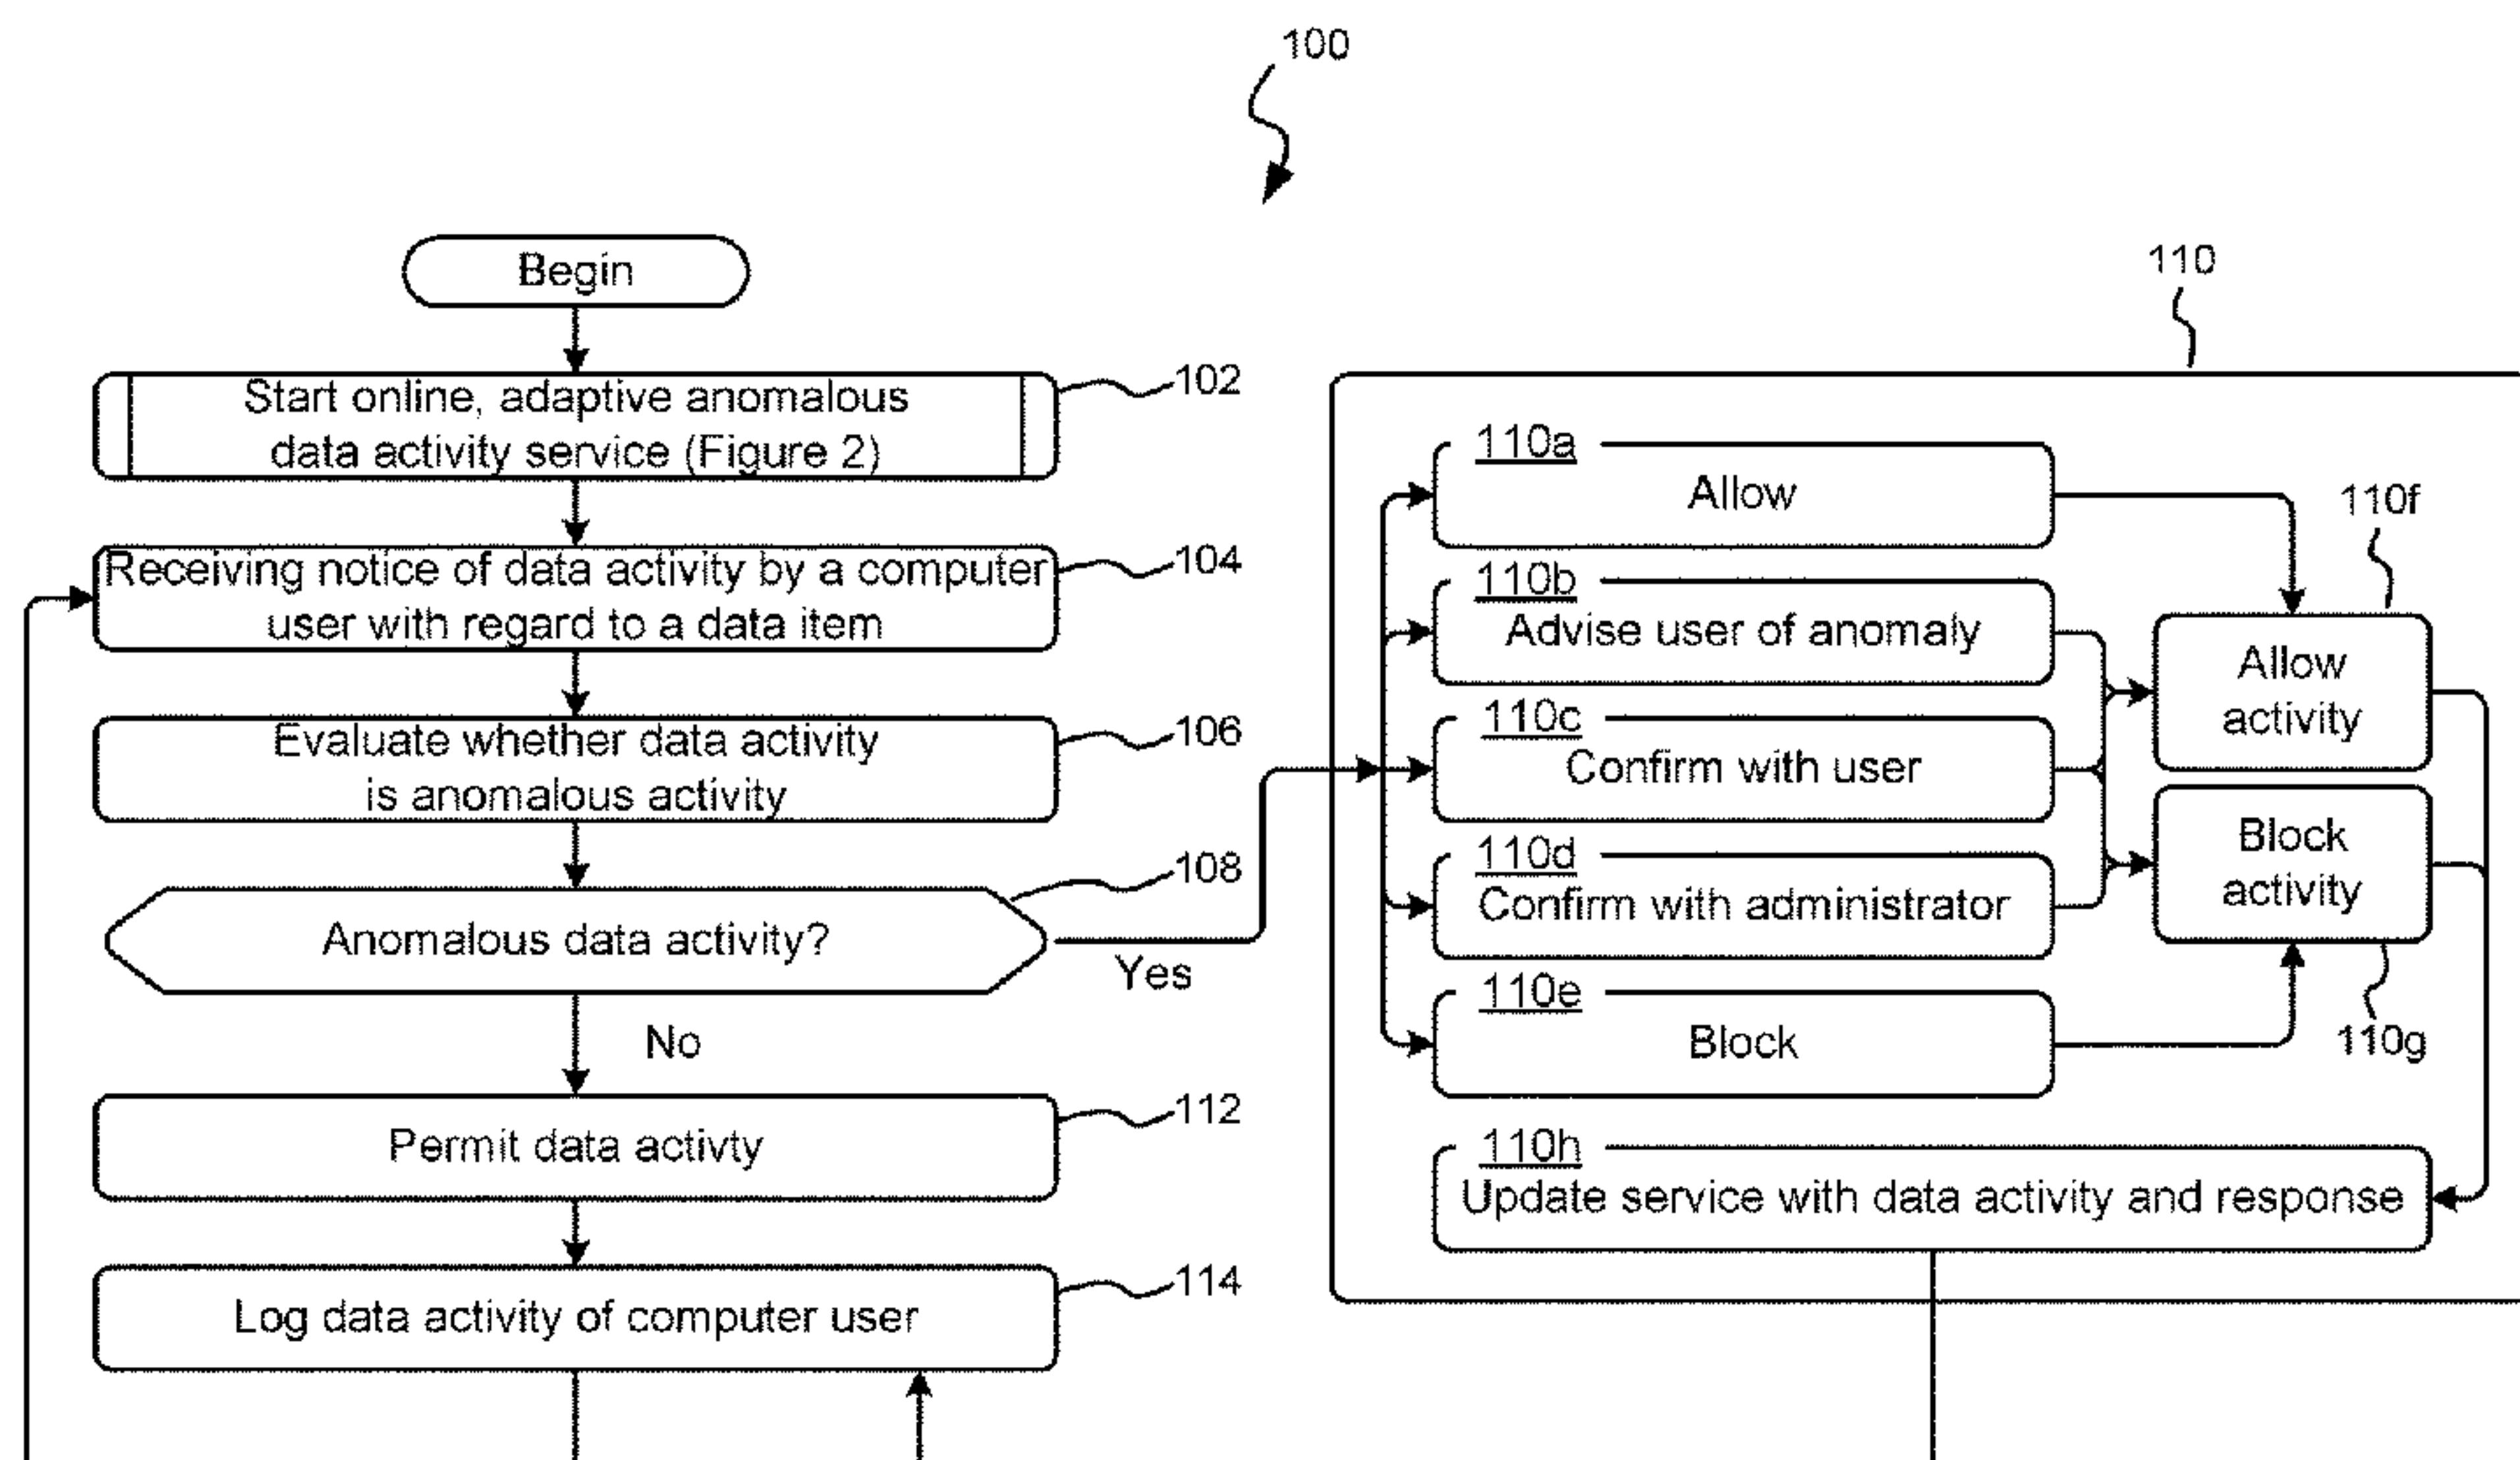 100
Begin
Start online, adaptive anomalous
data activity service (Figure 2)
102
Receiving notice of data activity by a computer
user with regard to a data item
104
Evaluate whether data activity
is anomalous activity
106
Anomalous data activity?
108
Yes
No
Permit data activty
112
Log data activity of computer user
114
110
110a
Allow
110b
Advise user of anomaly
110c
Confirm with user
110d
Confirm with administrator
110e
Block
110f
Allow
activity
Block
activity
110g
110h
Update service with data activity and response